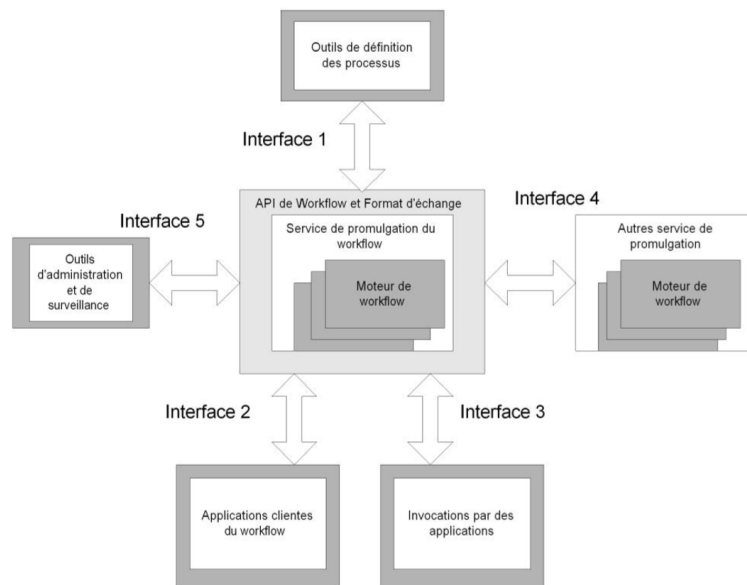 Outils de définition
des processus
Interface 1
API de Workflow et Format d'échange
Interface 5
Interface 4
Service de promulgation du
workflow
Autres service de
promulgation
Outils
d'administration
et de
surveillance
Moteur de
workflow
Moteur de
workflow
Interface 2
Interface 3
Applications clientes
du workflow
Invocations par des
applications